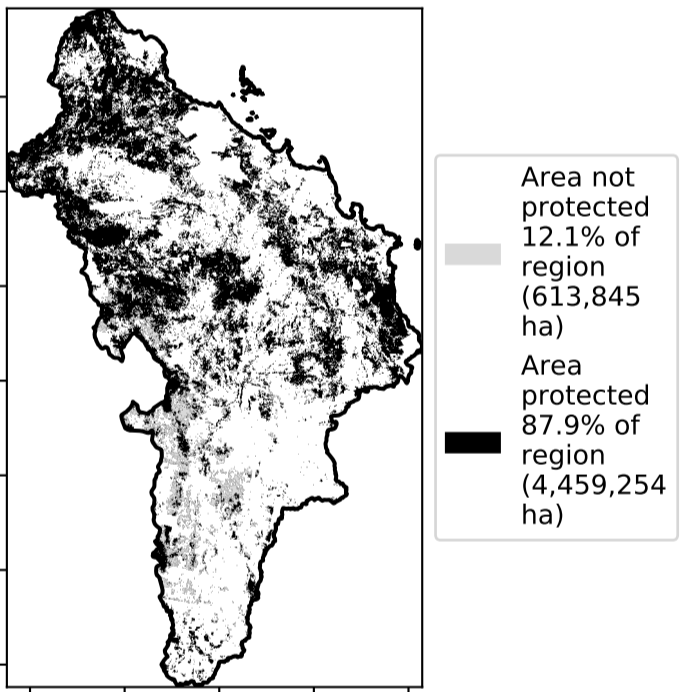 Area not
protected
12.1% of
region
(613,845
ha)
Area
protected
87.9% of
region
(4,459,254
ha)